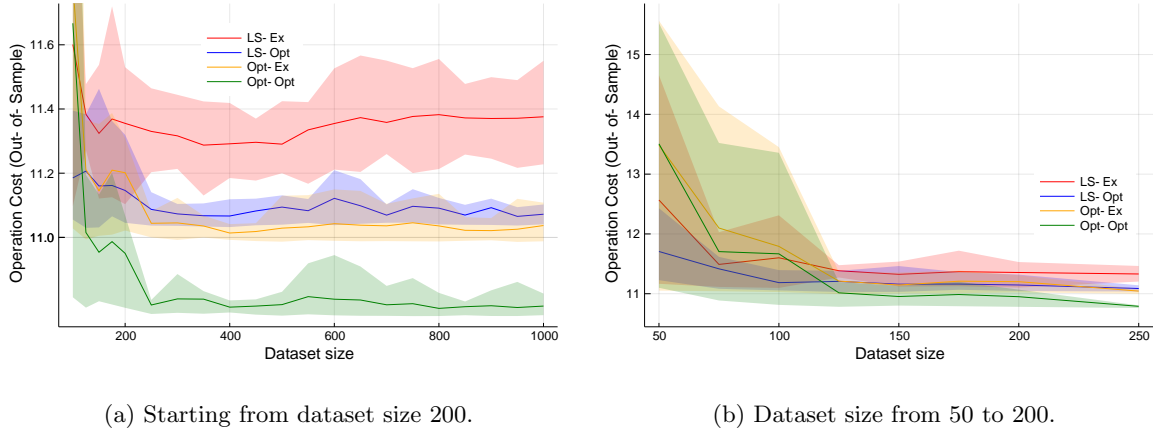 Operation Cost (Out- of- Sample)
11.6
11.4
11.2
11.0
LS- Ex
LS- Opt
Opt- Ex
Opt- Opt
200
400
600
800
1000
Dataset size
(a) Starting from dataset size 200.
Operation Cost (Out- of- Sample)
15
14
13
12
11
LS- Ex
LS- Opt
Opt- Ex
Opt- Opt
50
100
150
200
250
Dataset size
(b) Dataset size from 50 to 200.